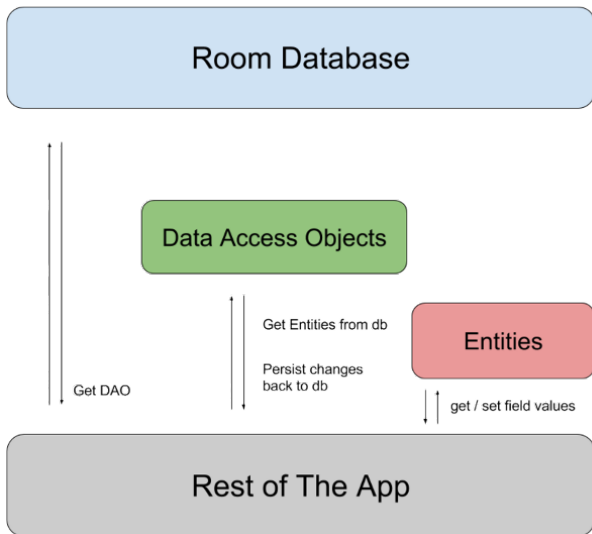 Room Database
Data Access Objects
Get Entities from db
Persist changes
back to db
Entities
Get DAO
get / set field values
Rest of The App